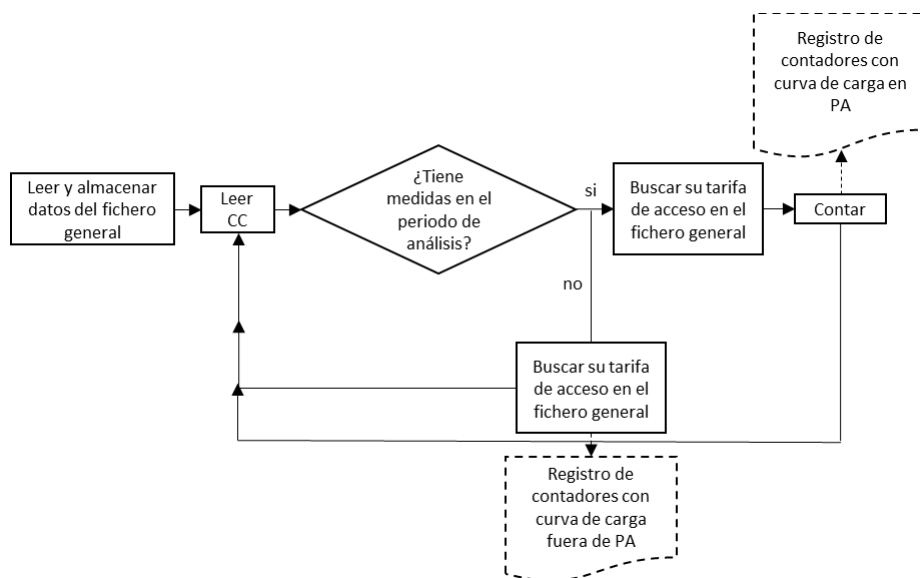 Registro de
contadores con
curva de carga en
PA
Leer y almacenar
datos del fichero
general
Leer
CC
¿Tiene
medidas en el
periodo de
análisis?
si
Buscar su tarifa
de acceso en el
fichero general
Contar
no
Buscar su tarifa
de acceso en el
fichero general
Registro de
contadores con
curva de carga
fuera de PA